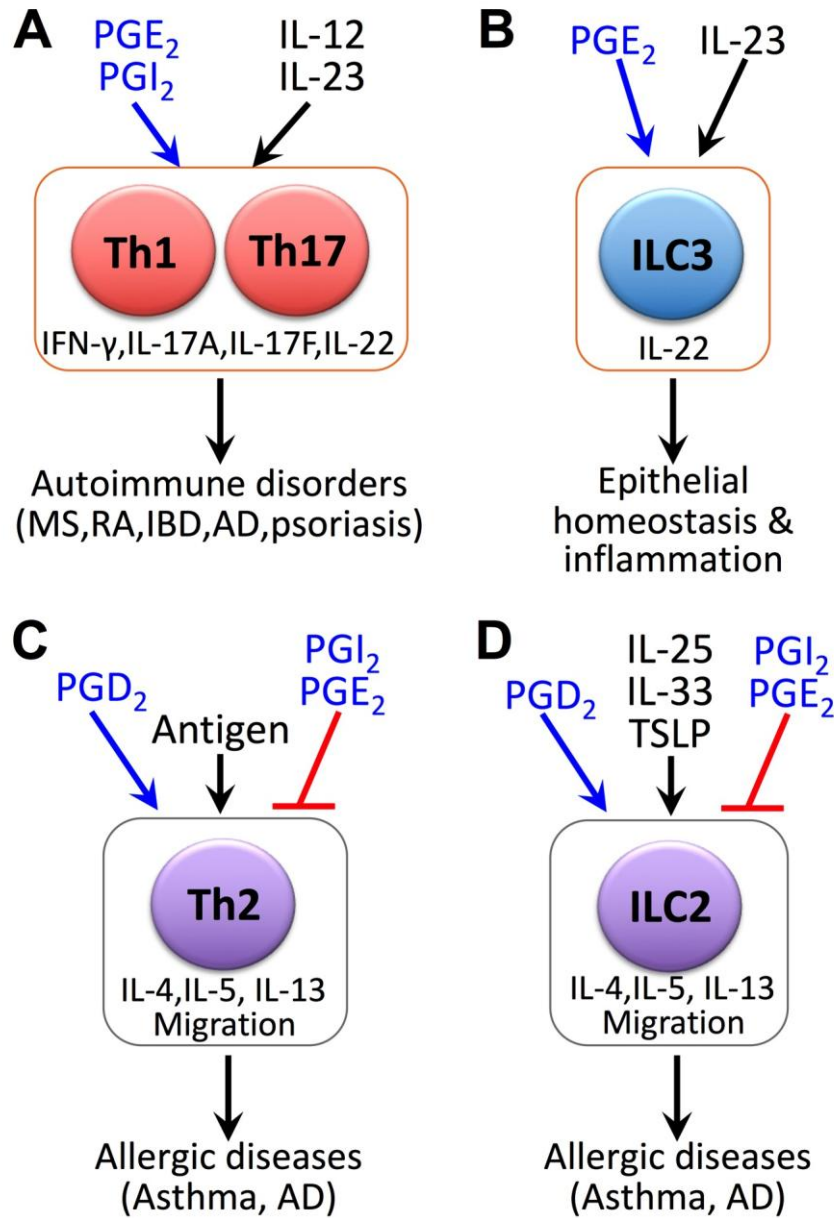 A
PGE₂
PGI₂
IL-12
IL-23
Th1
Th17
IFN-γ,IL-17A,IL-17F,IL-22
Autoimmune disorders
(MS,RA,IBD,AD,psoriasis)
B
PGE₂
IL-23
ILC3
IL-22
Epithelial
homeostasis &
inflammation
C
PGD₂
Antigen
PGI₂
PGE₂
Th2
IL-4,IL-5, IL-13
Migration
Allergic diseases
(Asthma, AD)
D
PGD₂
IL-25
IL-33
TSLP
PGI₂
PGE₂
ILC2
IL-4,IL-5, IL-13
Migration
Allergic diseases
(Asthma, AD)